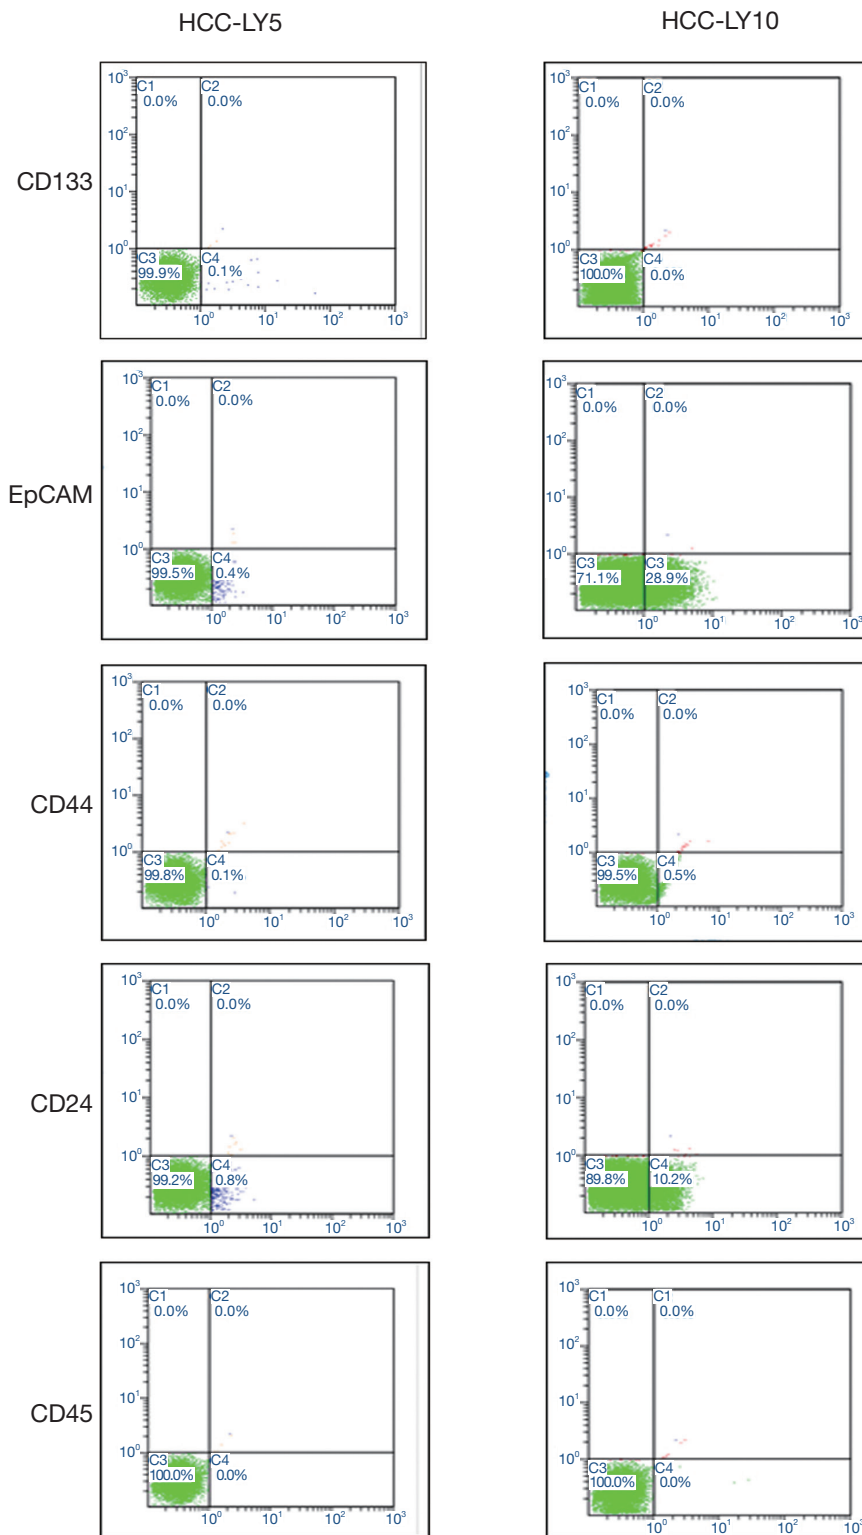 HCC-LY5 HCC-LY10
CD133
10³ C1 C2
0.0% 0.0%
10²
10¹
10⁰
C3 C4
99.9% 0.1%
10⁰ 10¹ 10² 10³
10³ C1 C2
0.0% 0.0%
10²
10¹
10⁰
C3 C4
100.0% 0.0%
10¹ 10² 10³
EpCAM
10³ C1 C2
0.0% 0.0%
10²
10¹
10⁰
C3 C4
99.5% 0.4%
10⁰ 10¹ 10² 10³
10³ C1 C2
0.0% 0.0%
10²
10¹
10⁰
C3 C3
71.1% 28.9%
10⁰ 10¹ 10² 10³
CD44
10³ C1 C2
0.0% 0.0%
10²
10¹
10⁰
C3 C4
99.8% 0.1%
10⁰ 10¹ 10² 10³
10³ C1 C2
0.0% 0.0%
10²
10¹
10⁰
C3 C4
99.5% 0.5%
10⁰ 10¹ 10² 10³
CD24
10³ C1 C2
0.0% 0.0%
10²
10¹
10⁰
C3 C4
99.2% 0.8%
10⁰ 10¹ 10² 10³
10³ C1 C2
0.0% 0.0%
10²
10¹
10⁰
C3 C4
89.8% 10.2%
10⁰ 10¹ 10² 10³
CD45
10³ C1 C2
0.0% 0.0%
10²
10¹
10⁰
C3 C4
100.0% 0.0%
10⁰ 10¹ 10² 10³
10³ C1 C1
0.0% 0.0%
10²
10¹
10⁰
C3 C4
100.0% 0.0%
10⁰ 10¹ 10² 10³